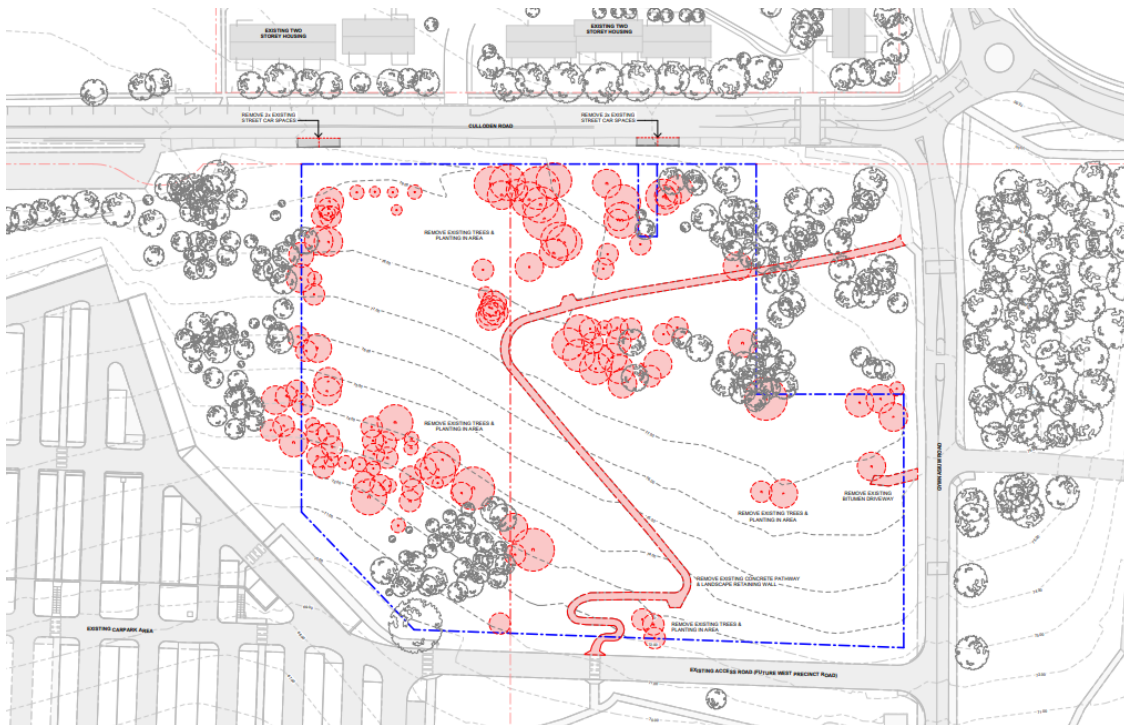 EXISTING TWO
STOREY HOUSING
EXISTING TWO
STOREY HOUSING
REMOVE 2x EXISTING
STREET CAR SPACES
REMOVE 2x EXISTING
STREET CAR SPACES
CULLODEN ROAD
REMOVE EXISTING TREES &
PLANTING IN AREA
REMOVE EXISTING TREES &
PLANTING IN AREA
GYMNASIUM ROAD
REMOVE EXISTING
BITUMEN DRIVEWAY
REMOVE EXISTING TREES &
PLANTING IN AREA
REMOVE EXISTING CONCRETE PATHWAY
& LANDSCAPE RETAINING WALL
REMOVE EXISTING TREES &
PLANTING IN AREA
EXISTING CARPARK AREA
EXISTING ACCESS ROAD (FUTURE WEST PRECINCT ROAD)